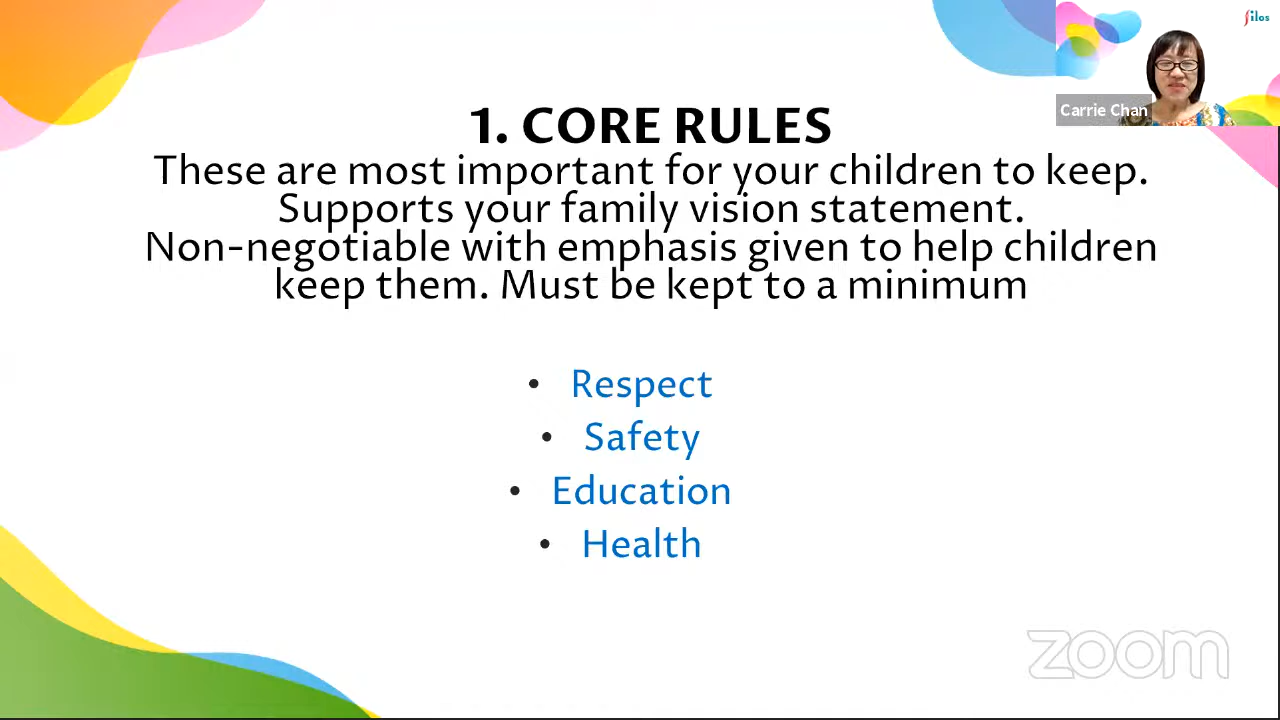 Silos
Carrie Chan
1. CORE RULES
These are most important for your children to keep.
Supports your family vision statement.
Non-negotiable with emphasis given to help children
keep them. Must be kept to a minimum
• Respect
• Safety
• Education
• Health
zoom